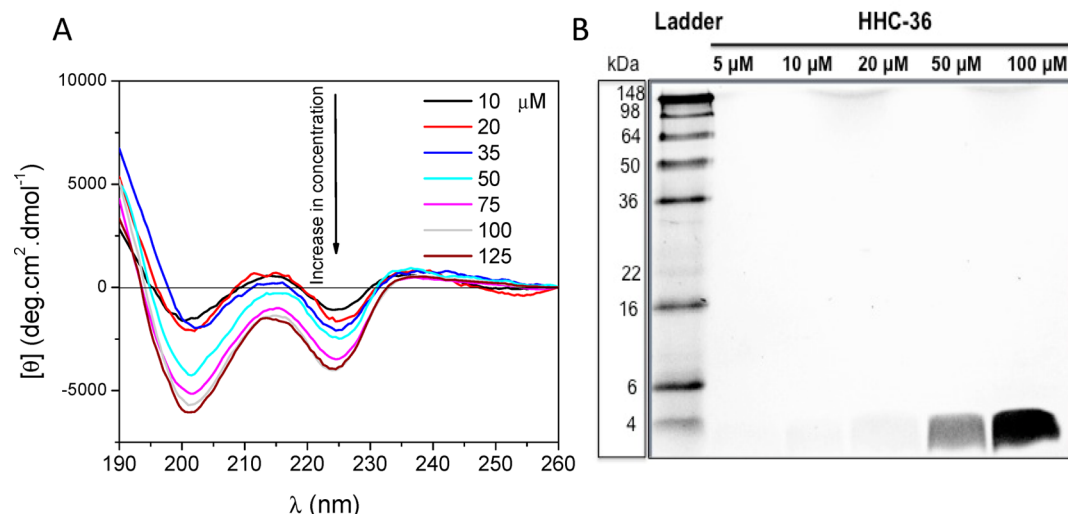 A
[θ] (deg.cm².dmol⁻¹)
10000
5000
0
-5000
190 200 210 220 230 240 250 260
λ (nm)
Increase in concentration
10 μM
20
35
50
75
100
125
B
Ladder HHC-36
kDa 5 μM 10 μM 20 μM 50 μM 100 μM
148
98
64
50
36
22
16
6
4